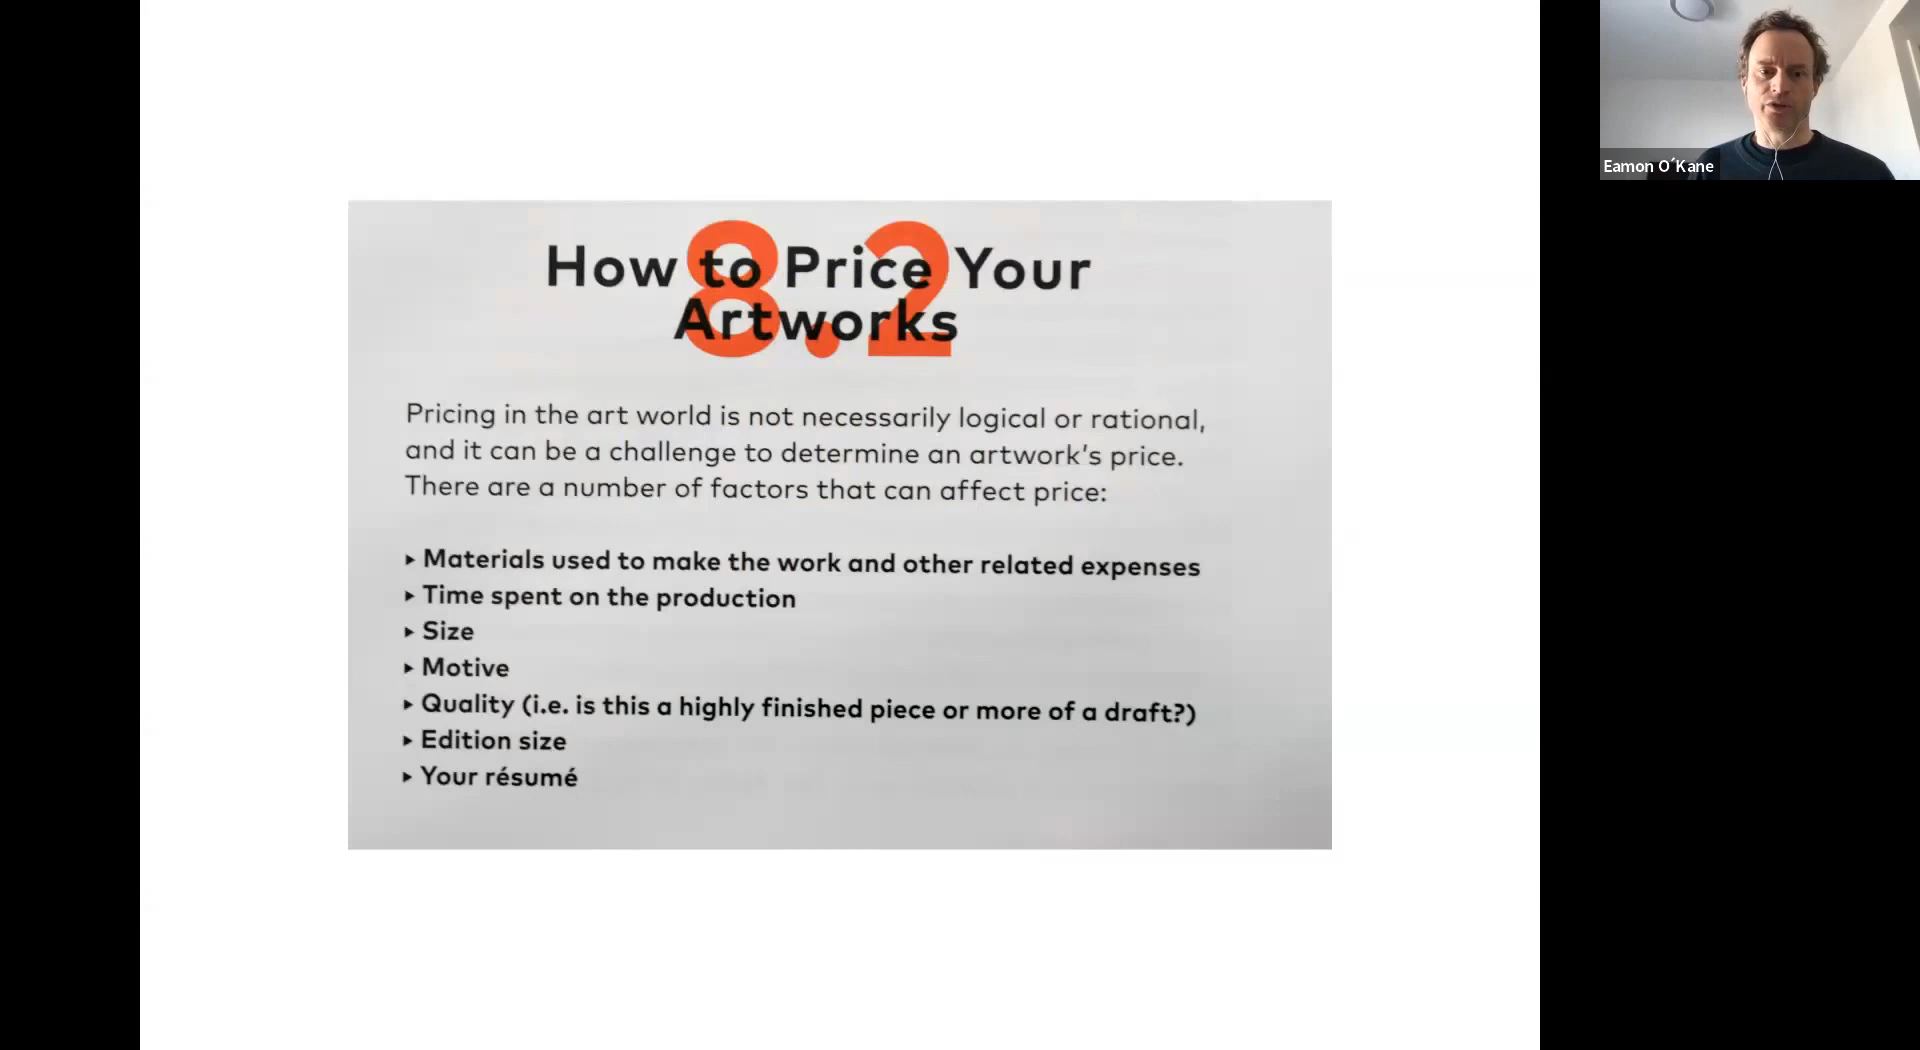 8.2
How to Price Your
Artworks
Pricing in the art world is not necessarily logical or rational,
and it can be a challenge to determine an artwork's price.
There are a number of factors that can affect price:
▸ Materials used to make the work and other related expenses
▸ Time spent on the production
▸ Size
▸ Motive
▸ Quality (i.e. is this a highly finished piece or more of a draft?)
▸ Edition size
▸ Your résumé
Eamon O´Kane